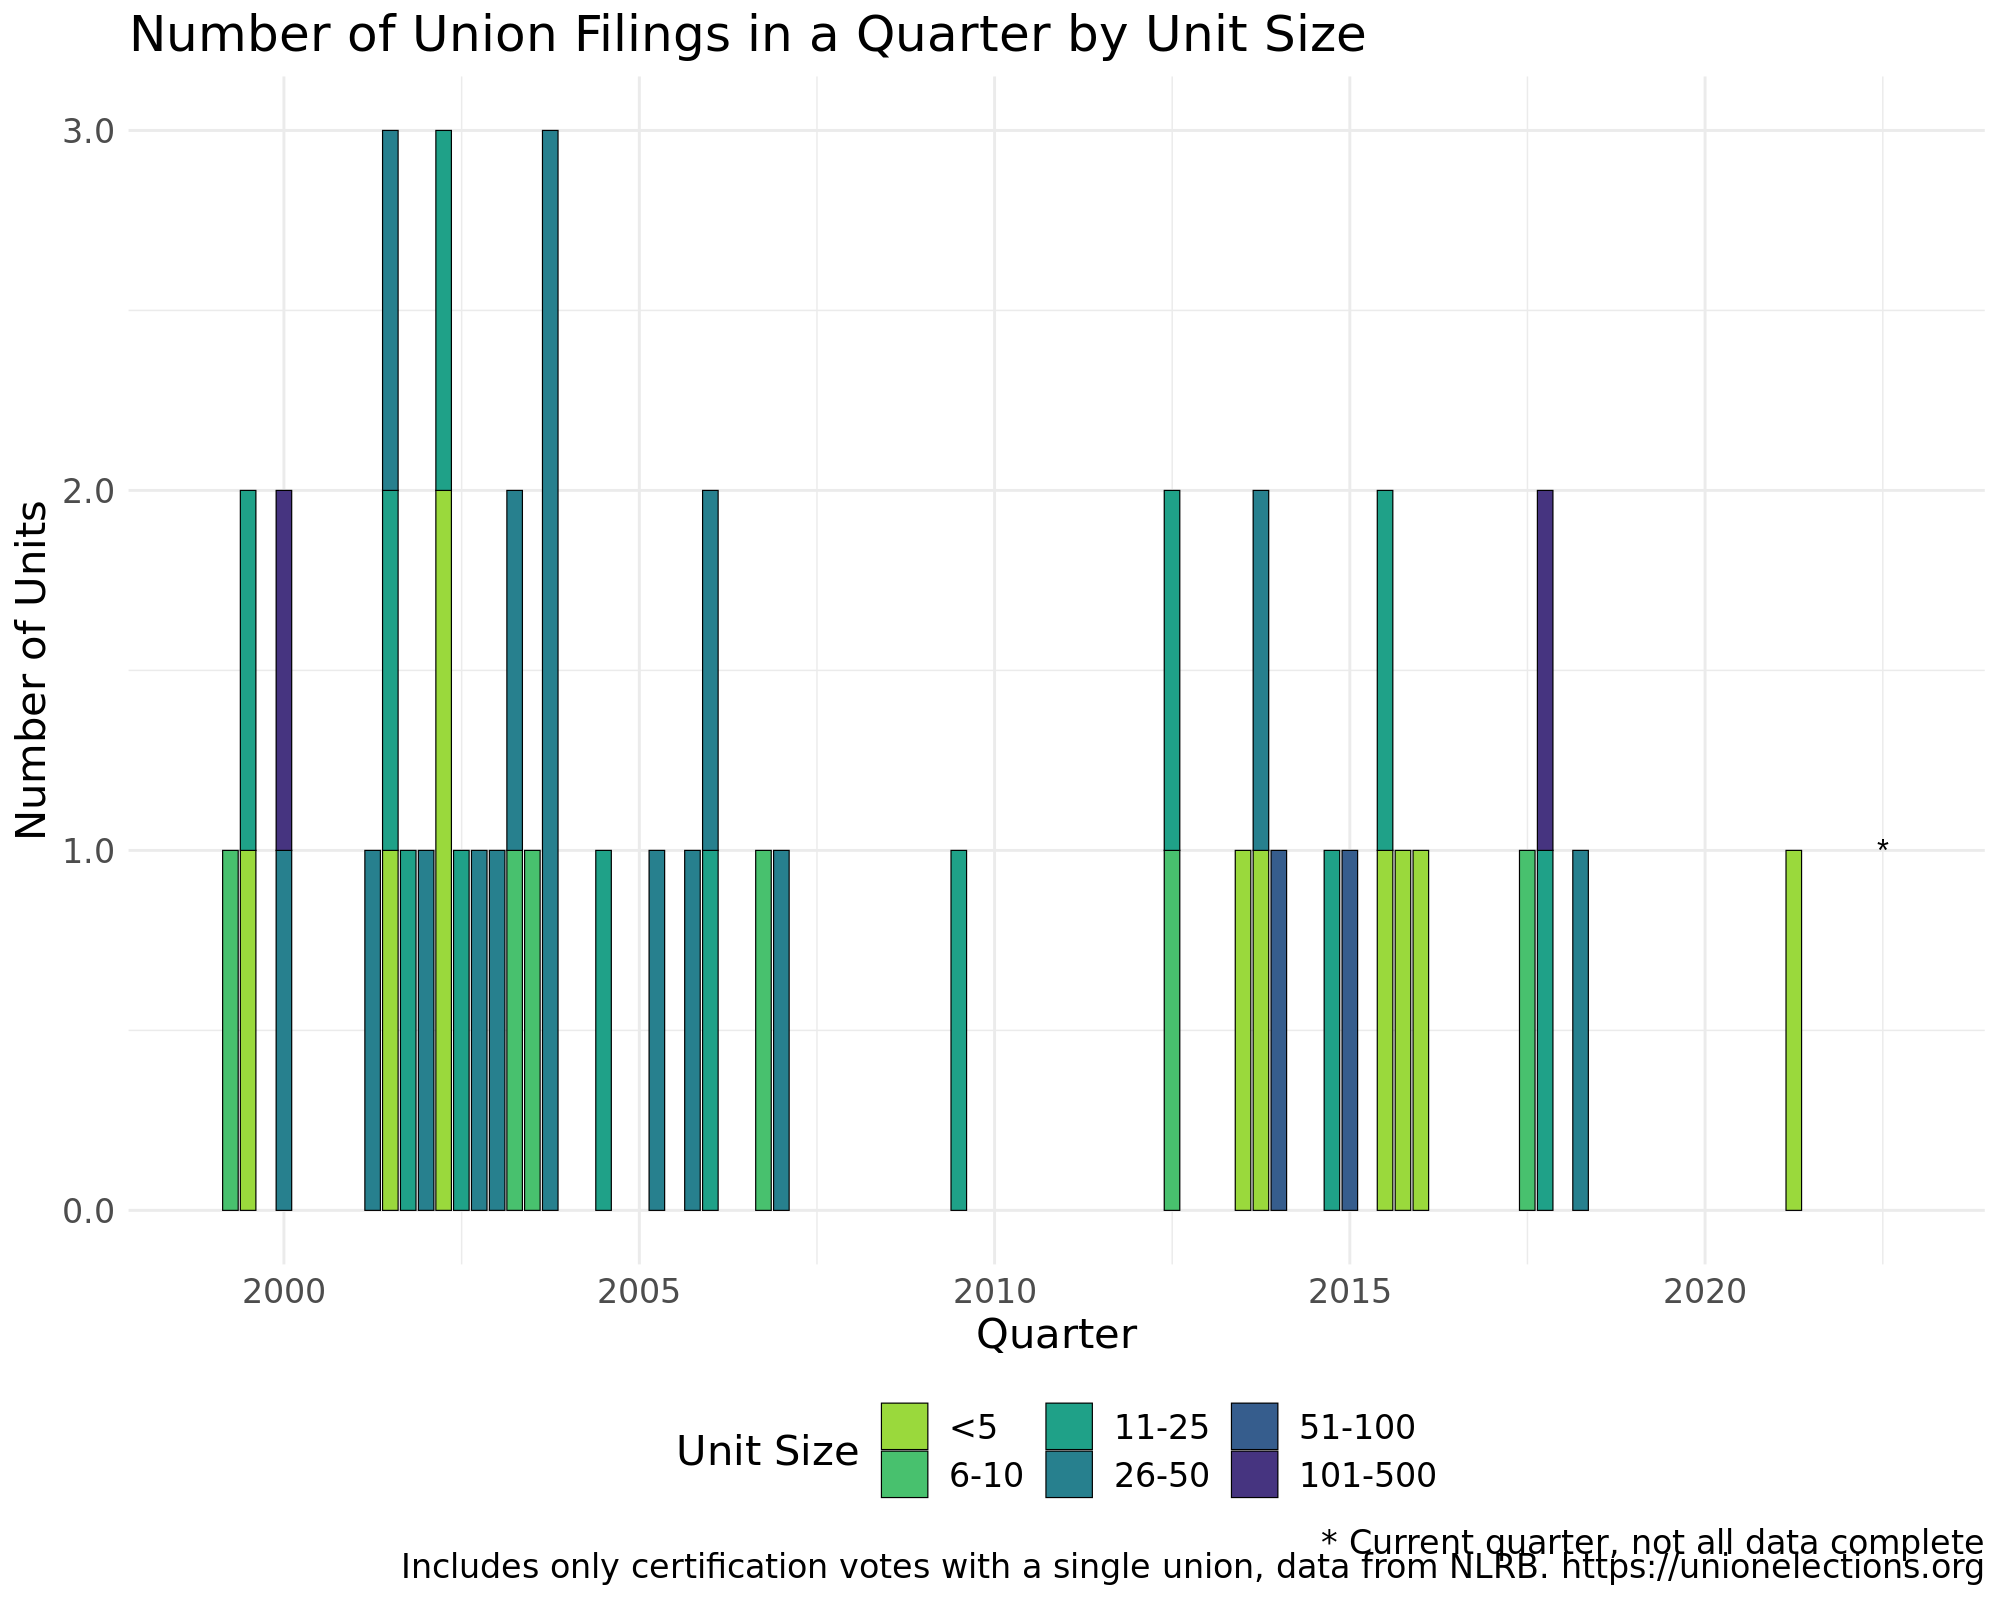 Number of Union Filings in a Quarter by Unit Size
Number of Units
3.0
2.0
1.0
0.0
*
2000 2005 2010 2015 2020
Quarter
Unit Size
<5 11-25 51-100
6-10 26-50 101-500
* Current quarter, not all data complete
Includes only certification votes with a single union, data from NLRB. https://unionelections.org